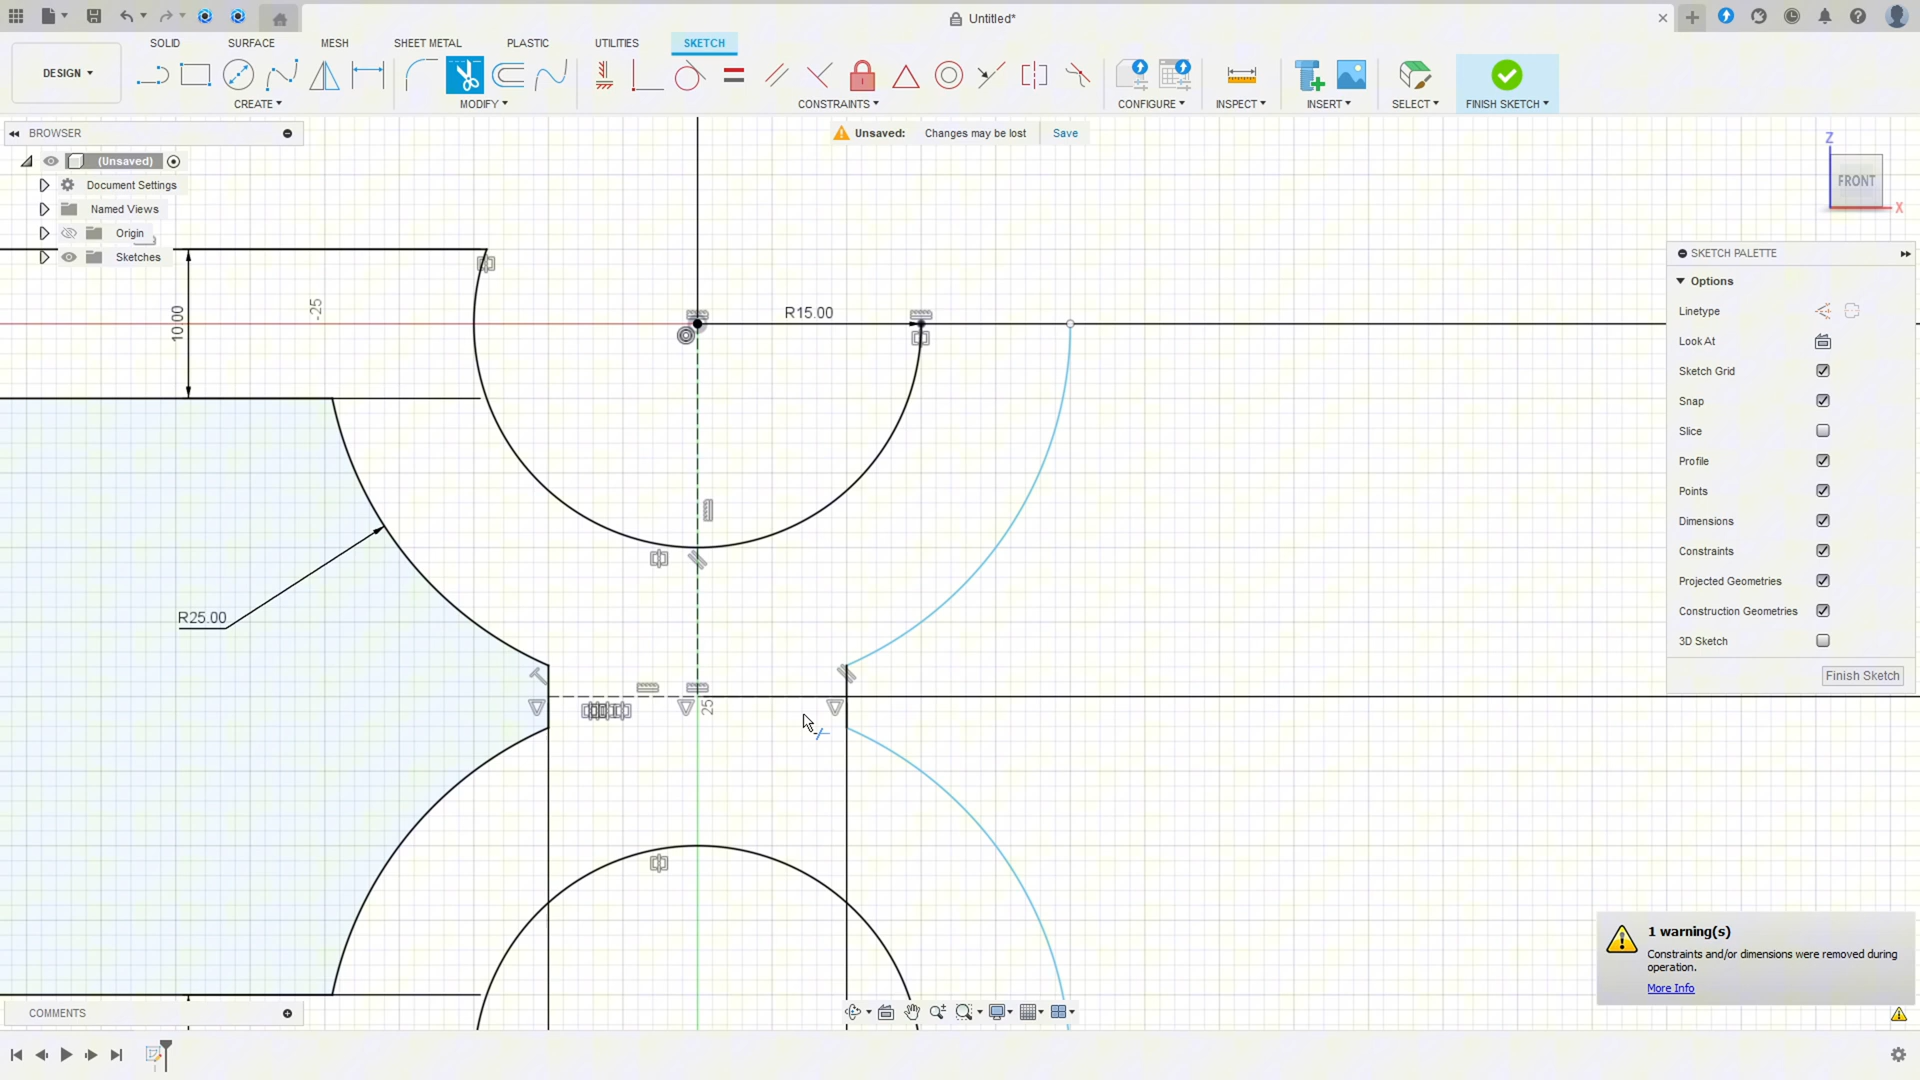 Untitled*
SOLID
SURFACE
MESH
SHEET METAL
PLASTIC
UTILITIES
SKETCH
DESIGN
CREATE
MODIFY
CONSTRAINTS
CONFIGURE
INSPECT
INSERT
SELECT
FINISH SKETCH
BROWSER
Unsaved: Changes may be lost Save
(Unsaved)
Document Settings
Named Views
Origin
Sketches
Z
FRONT
X
SKETCH PALETTE
Options
Linetype
Look At
Sketch Grid
Snap
Slice
Profile
Points
Dimensions
Constraints
Projected Geometries
Construction Geometries
3D Sketch
Finish Sketch
10.00
-25
R15.00
R25.00
25
1 warning(s)
Constraints and/or dimensions were removed during
operation.
More Info
COMMENTS